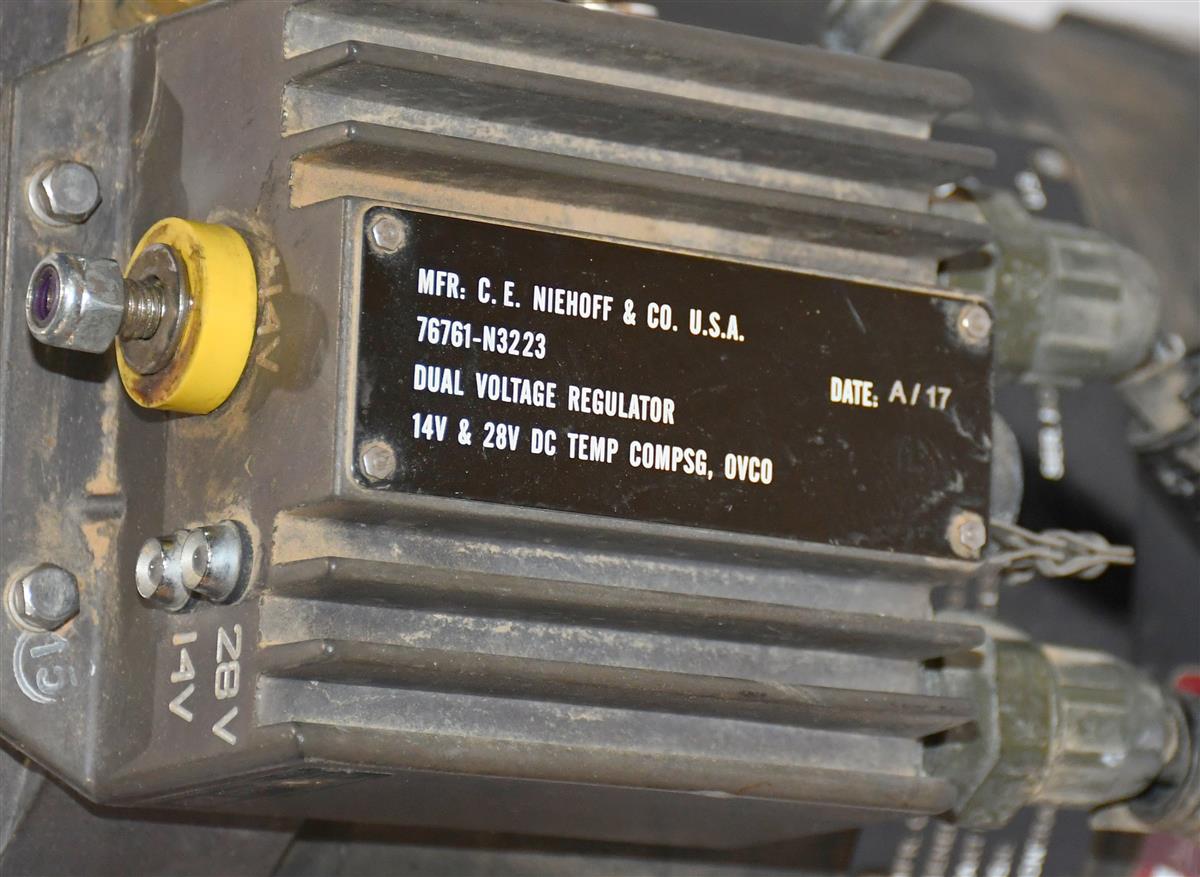 MFR: C. E. NIEHOFF & CO. U.S.A.
76761-N3223
DUAL VOLTAGE REGULATOR
14V & 28V DC TEMP COMPSG, OVCO
DATE: A/17
+14V
28V
14V
15